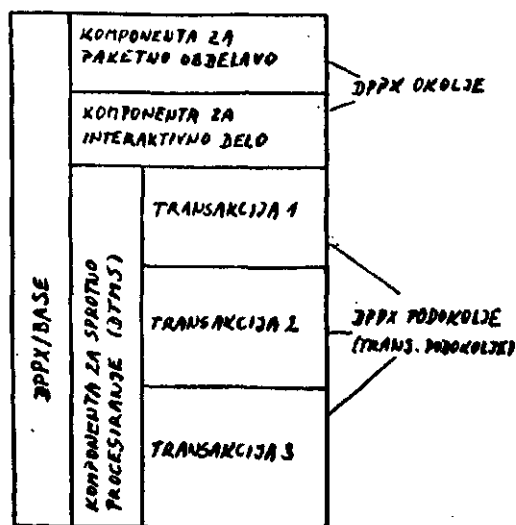 KOMPONENTA ZA
PAKETNO OBDELAVO
DPPX OKOLJE
KOMPONENTA ZA
INTERAKTIVNO DELO
DPPX/BASE
KOMPONENTA ZA SPROTNO
PROCESIRANJE (DTMS)
TRANSAKCIJA 1
TRANSAKCIJA 2
DPPX PODOKOLJE
(TRANS. PODOKOLJE)
TRANSAKCIJA 3